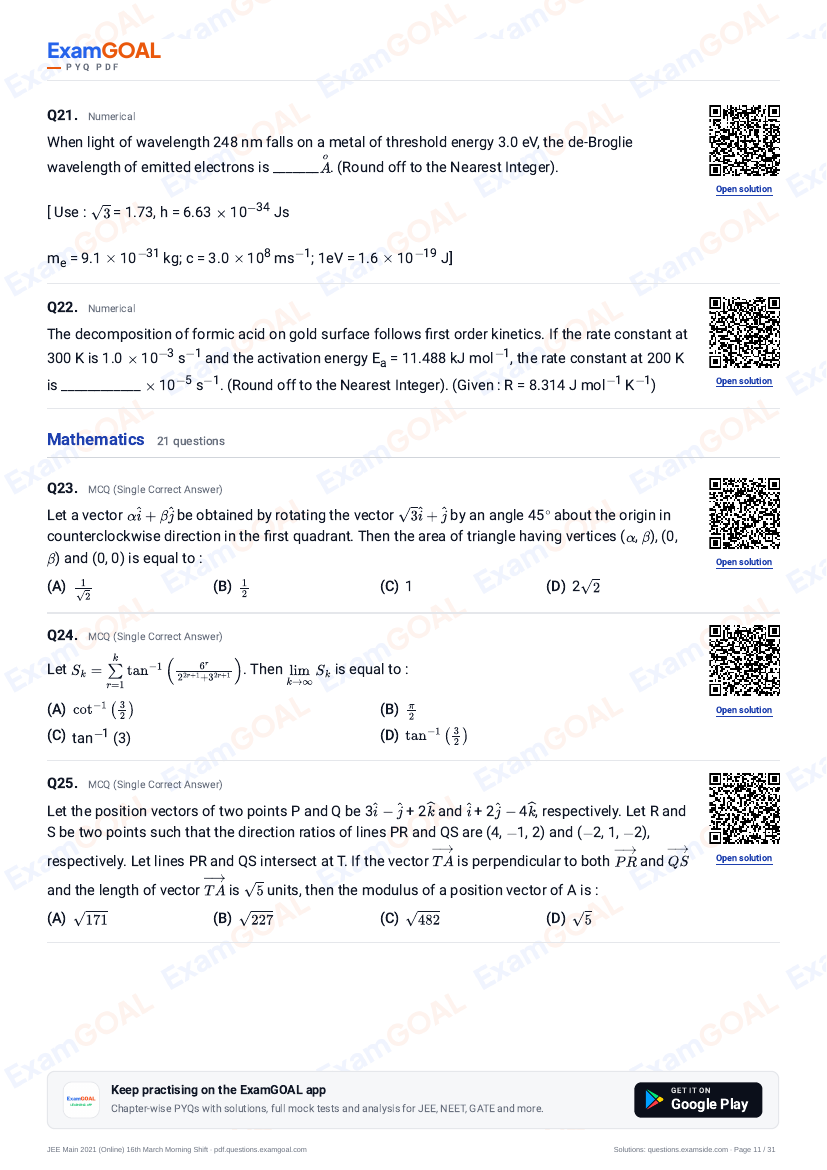 ExamGOAL
PYQ PDF
Q21. Numerical
When light of wavelength 248 nm falls on a metal of threshold energy 3.0 eV, the de-Broglie
wavelength of emitted electrons is _______ Å. (Round off to the Nearest Integer).
[ Use : √3 = 1.73, h = 6.63 × 10⁻³⁴ Js
mₑ = 9.1 × 10⁻³¹ kg; c = 3.0 × 10⁸ ms⁻¹; 1eV = 1.6 × 10⁻¹⁹ J]
Open solution
Q22. Numerical
The decomposition of formic acid on gold surface follows first order kinetics. If the rate constant at
300 K is 1.0 × 10⁻³ s⁻¹ and the activation energy Eₐ = 11.488 kJ mol⁻¹, the rate constant at 200 K
is ____________ × 10⁻⁵ s⁻¹. (Round off to the Nearest Integer). (Given : R = 8.314 J mol⁻¹ K⁻¹)
Open solution
Mathematics 21 questions
Q23. MCQ (Single Correct Answer)
Let a vector αî + βĵ be obtained by rotating the vector √3î + ĵ by an angle 45° about the origin in
counterclockwise direction in the first quadrant. Then the area of triangle having vertices (α, β), (0,
β) and (0, 0) is equal to :
(A) 1/√2 (B) 1/2 (C) 1 (D) 2√2
Open solution
Q24. MCQ (Single Correct Answer)
Let Sₖ = ∑_{r=1}^{k} tan⁻¹ (6^r / (2^{2r+1} + 3^{2r+1})). Then lim_{k→∞} Sₖ is equal to :
(A) cot⁻¹ (3/2) (B) π/2
(C) tan⁻¹ (3) (D) tan⁻¹ (3/2)
Open solution
Q25. MCQ (Single Correct Answer)
Let the position vectors of two points P and Q be 3î − ĵ + 2k̂ and î + 2ĵ − 4k̂, respectively. Let R and
S be two points such that the direction ratios of lines PR and QS are (4, −1, 2) and (−2, 1, −2),
respectively. Let lines PR and QS intersect at T. If the vector T⃗A⃗ is perpendicular to both P⃗R⃗ and Q⃗S⃗
and the length of vector T⃗A⃗ is √5 units, then the modulus of a position vector of A is :
(A) √171 (B) √227 (C) √482 (D) √5
Open solution
Keep practising on the ExamGOAL app
Chapter-wise PYQs with solutions, full mock tests and analysis for JEE, NEET, GATE and more.
GET IT ON
Google Play
JEE Main 2021 (Online) 16th March Morning Shift · pdf.questions.examgoal.com
Solutions: questions.examside.com · Page 11 / 31